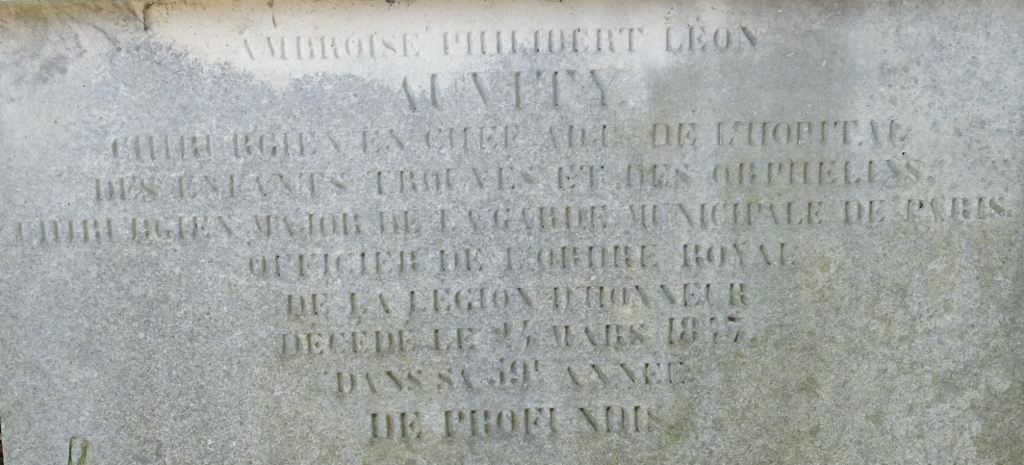 AMBROISE PHILIBERT LÉON
AUVITY.
CHIRURGIEN EN CHEF ADJT DE L'HOPITAL
DES ENFANTS TROUVÉS ET DES ORPHELINS.
CHIRURGIEN MAJOR DE LA GARDE MUNICIPALE DE PARIS.
OFFICIER DE L'ORDRE ROYAL
DE LA LÉGION D'HONNEUR
DÉCÉDÉ LE MARS
DANS SA ANNÉE.
DE PROFUNDIS.